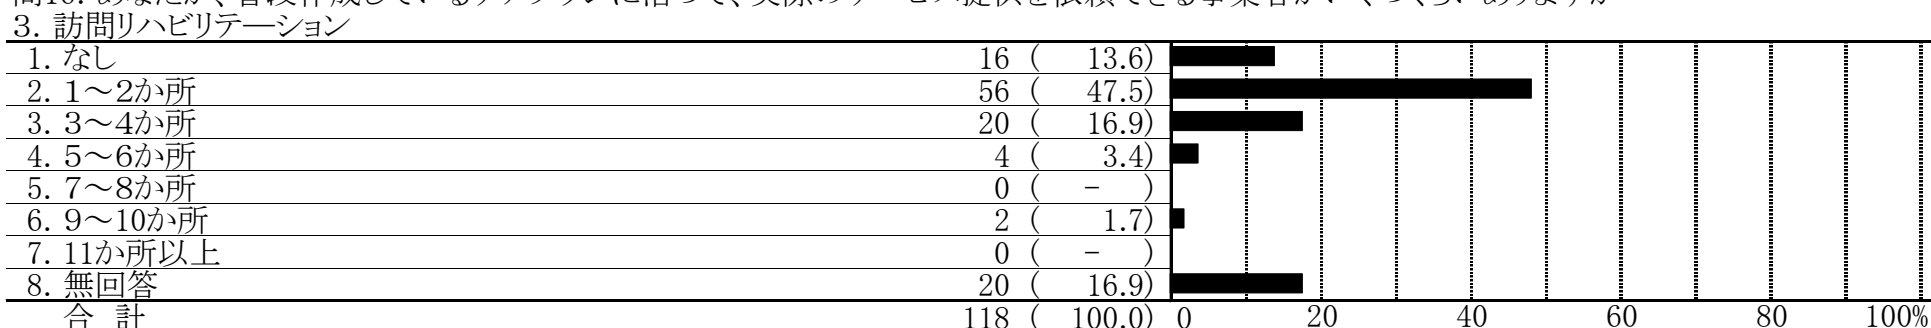 3. 訪問リハビリテーション
1. なし 16 ( 13.6)
2. 1～2か所 56 ( 47.5)
3. 3～4か所 20 ( 16.9)
4. 5～6か所 4 ( 3.4)
5. 7～8か所 0 ( - )
6. 9～10か所 2 ( 1.7)
7. 11か所以上 0 ( - )
8. 無回答 20 ( 16.9)
合 計 118 ( 100.0) 0 20 40 60 80 100%